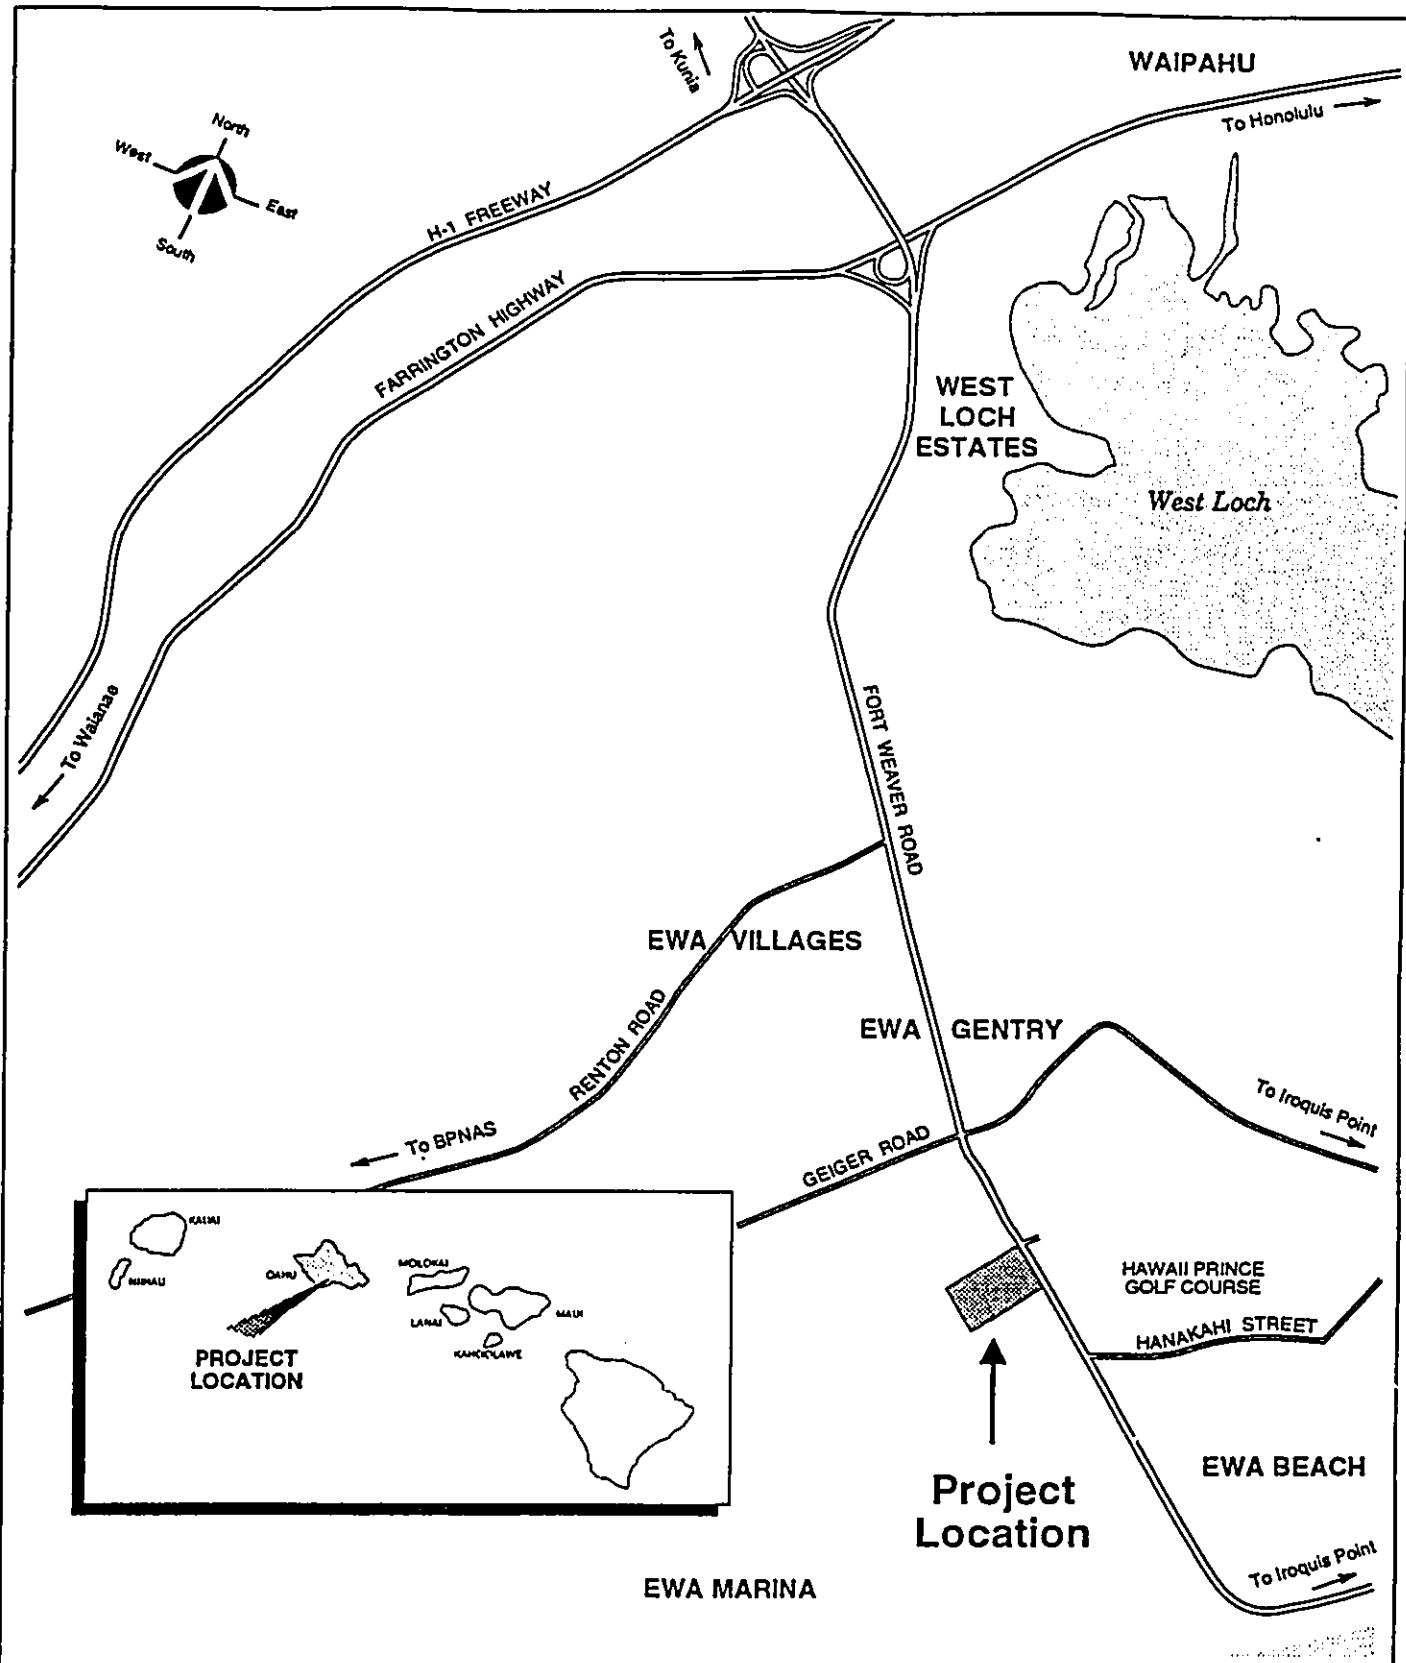 To Kunia
WAIPAHU
To Honolulu
North
West
East
South
H-1 FREEWAY
FARRINGTON HIGHWAY
WEST
LOCH
ESTATES
West Loch
To Waianae
FORT WEAVER ROAD
EWA VILLAGES
RENTON ROAD
EWA GENTRY
To BPNAS
GEIGER ROAD
To Iroquis Point
KAUAI
NIIHAU
OAHU
MOLOKAI
LANAI
MAUI
PROJECT
LOCATION
HAWAII PRINCE
GOLF COURSE
HANAKAHI STREET
Project
Location
EWA BEACH
To Iroquis Point
EWA MARINA